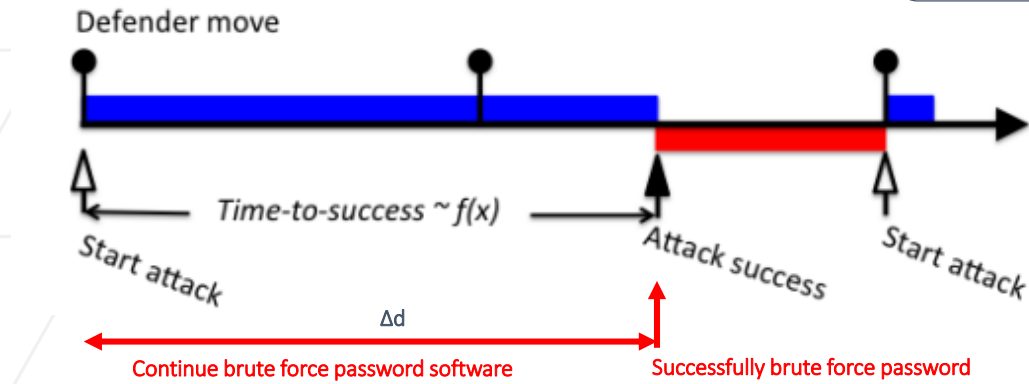 Defender move
Time-to-success ~ f(x)
Start attack
Attack success
Start attack
Δd
Continue brute force password software
Successfully brute force password